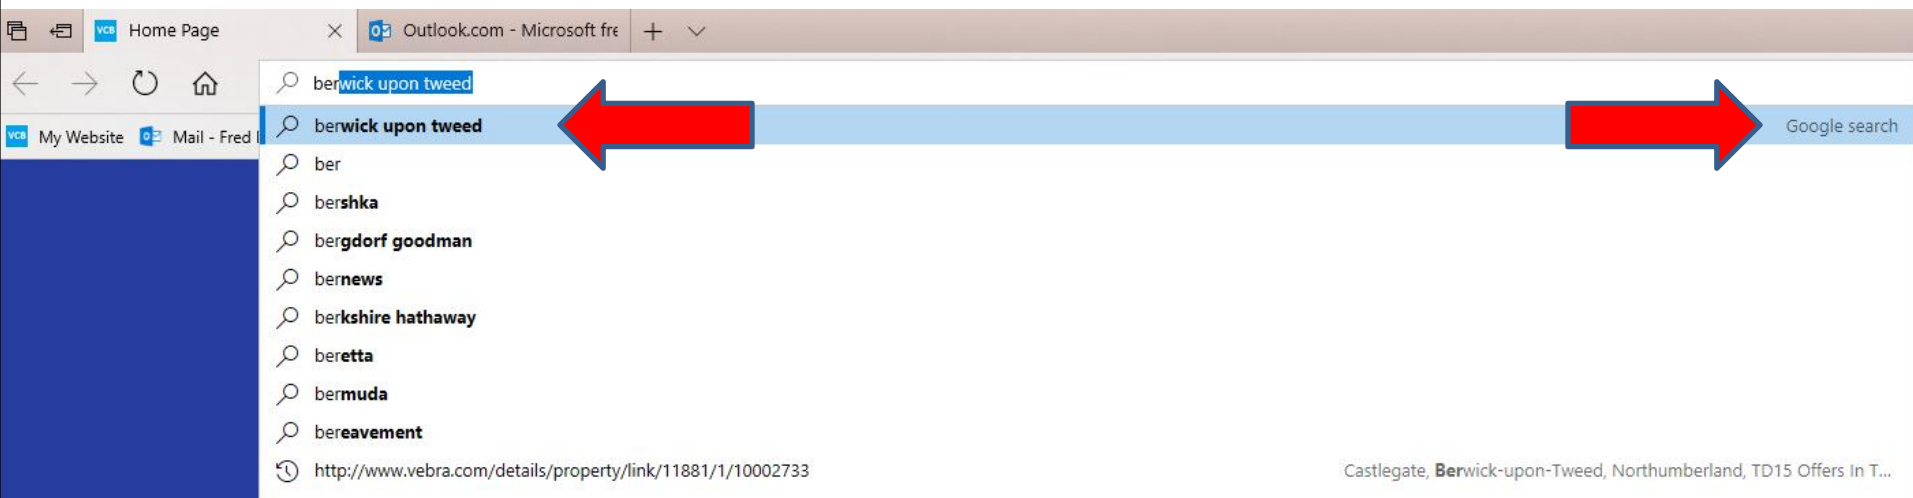 VCB Home Page Outlook.com - Microsoft fre
berwick upon tweed
berwick upon tweed Google search
VCB My Website Mail - Fred
ber
bershka
bergdorf goodman
bernews
berkshire hathaway
beretta
bermuda
bereavement
http://www.vebra.com/details/property/link/11881/1/10002733 Castlegate, Berwick-upon-Tweed, Northumberland, TD15 Offers In T...